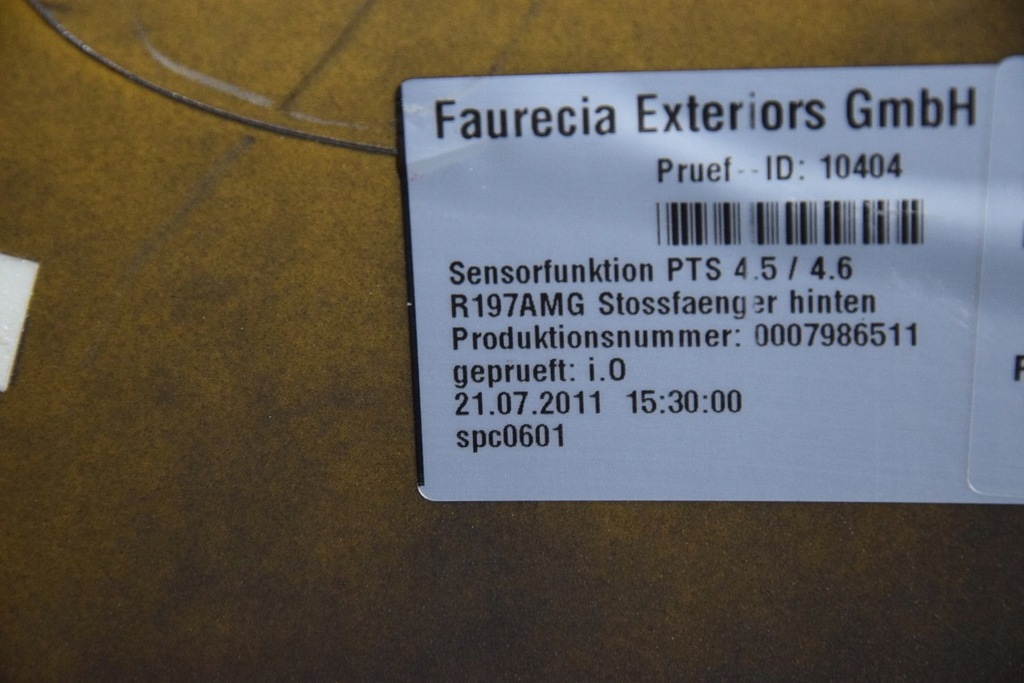 Faurecia Exteriors GmbH
Pruef--ID: 10404
Sensorfunktion PTS 4.5 / 4.6
R197AMG Stossfaenger hinten
Produktionsnummer: 0007986511
geprueft: i.O
21.07.2011 15:30:00
spc0601